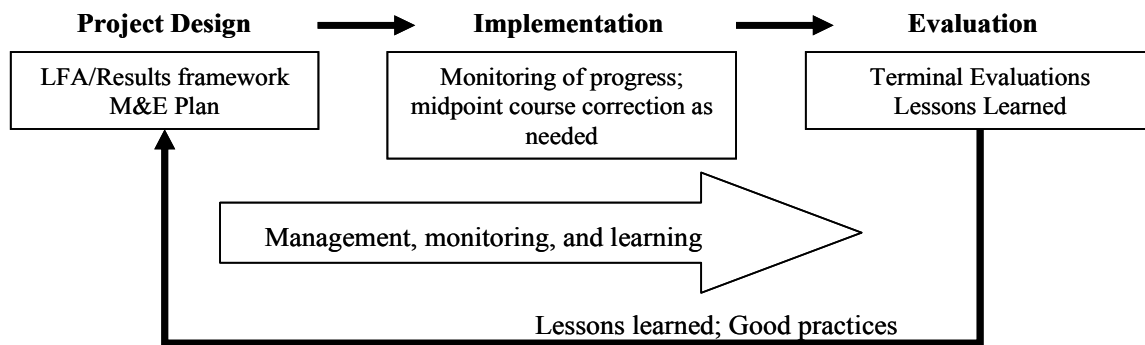 Project Design
Implementation
Evaluation
LFA/Results framework
M&E Plan
Monitoring of progress;
midpoint course correction as
needed
Terminal Evaluations
Lessons Learned
Management, monitoring, and learning
Lessons learned; Good practices